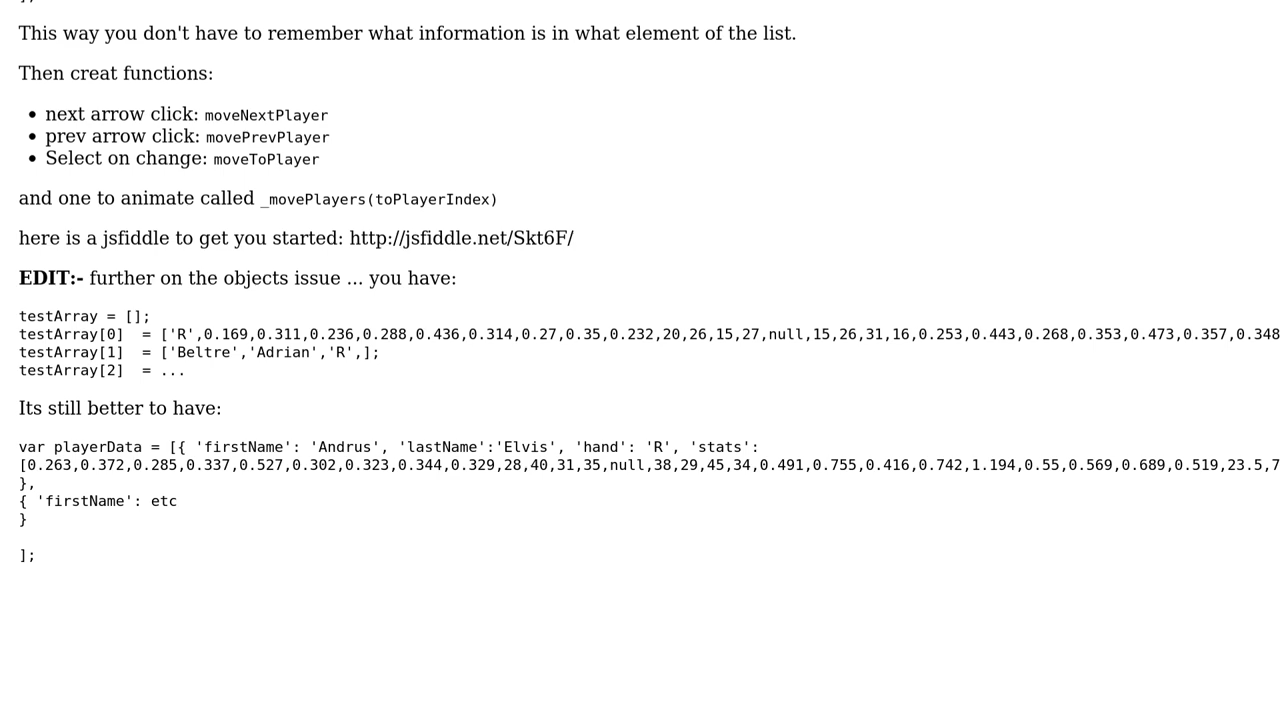 This way you don't have to remember what information is in what element of the list.
Then creat functions:
• next arrow click: moveNextPlayer
• prev arrow click: movePrevPlayer
• Select on change: moveToPlayer
and one to animate called _movePlayers(toPlayerIndex)
here is a jsfiddle to get you started: http://jsfiddle.net/Skt6F/
EDIT:- further on the objects issue ... you have:
testArray = [];
testArray[0]  = ['R',0.169,0.311,0.236,0.288,0.436,0.314,0.27,0.35,0.232,20,26,15,27,null,15,26,31,16,0.253,0.443,0.268,0.353,0.473,0.357,0.348
testArray[1]  = ['Beltre','Adrian','R',];
testArray[2]  = ...
Its still better to have:
var playerData = [{ 'firstName': 'Andrus', 'lastName':'Elvis', 'hand': 'R', 'stats':
[0.263,0.372,0.285,0.337,0.527,0.302,0.323,0.344,0.329,28,40,31,35,null,38,29,45,34,0.491,0.755,0.416,0.742,1.194,0.55,0.569,0.689,0.519,23.5,7
},
{ 'firstName': etc
}
];